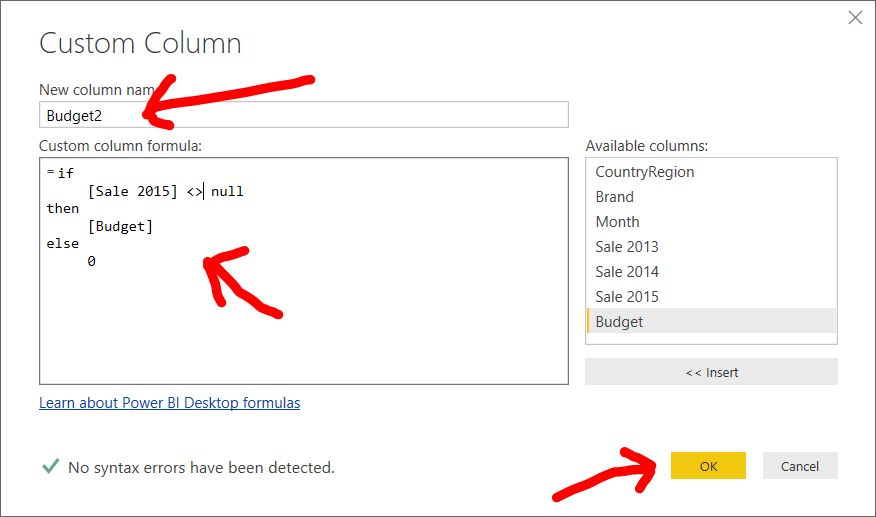 Custom Column
New column nam
Budget2
Custom column formula:
Available columns:
=if
[Sale 2015] <> null
then
[Budget]
else
0
CountryRegion
Brand
Month
Sale 2013
Sale 2014
Sale 2015
Budget
<< Insert
Learn about Power BI Desktop formulas
No syntax errors have been detected.
OK
Cancel